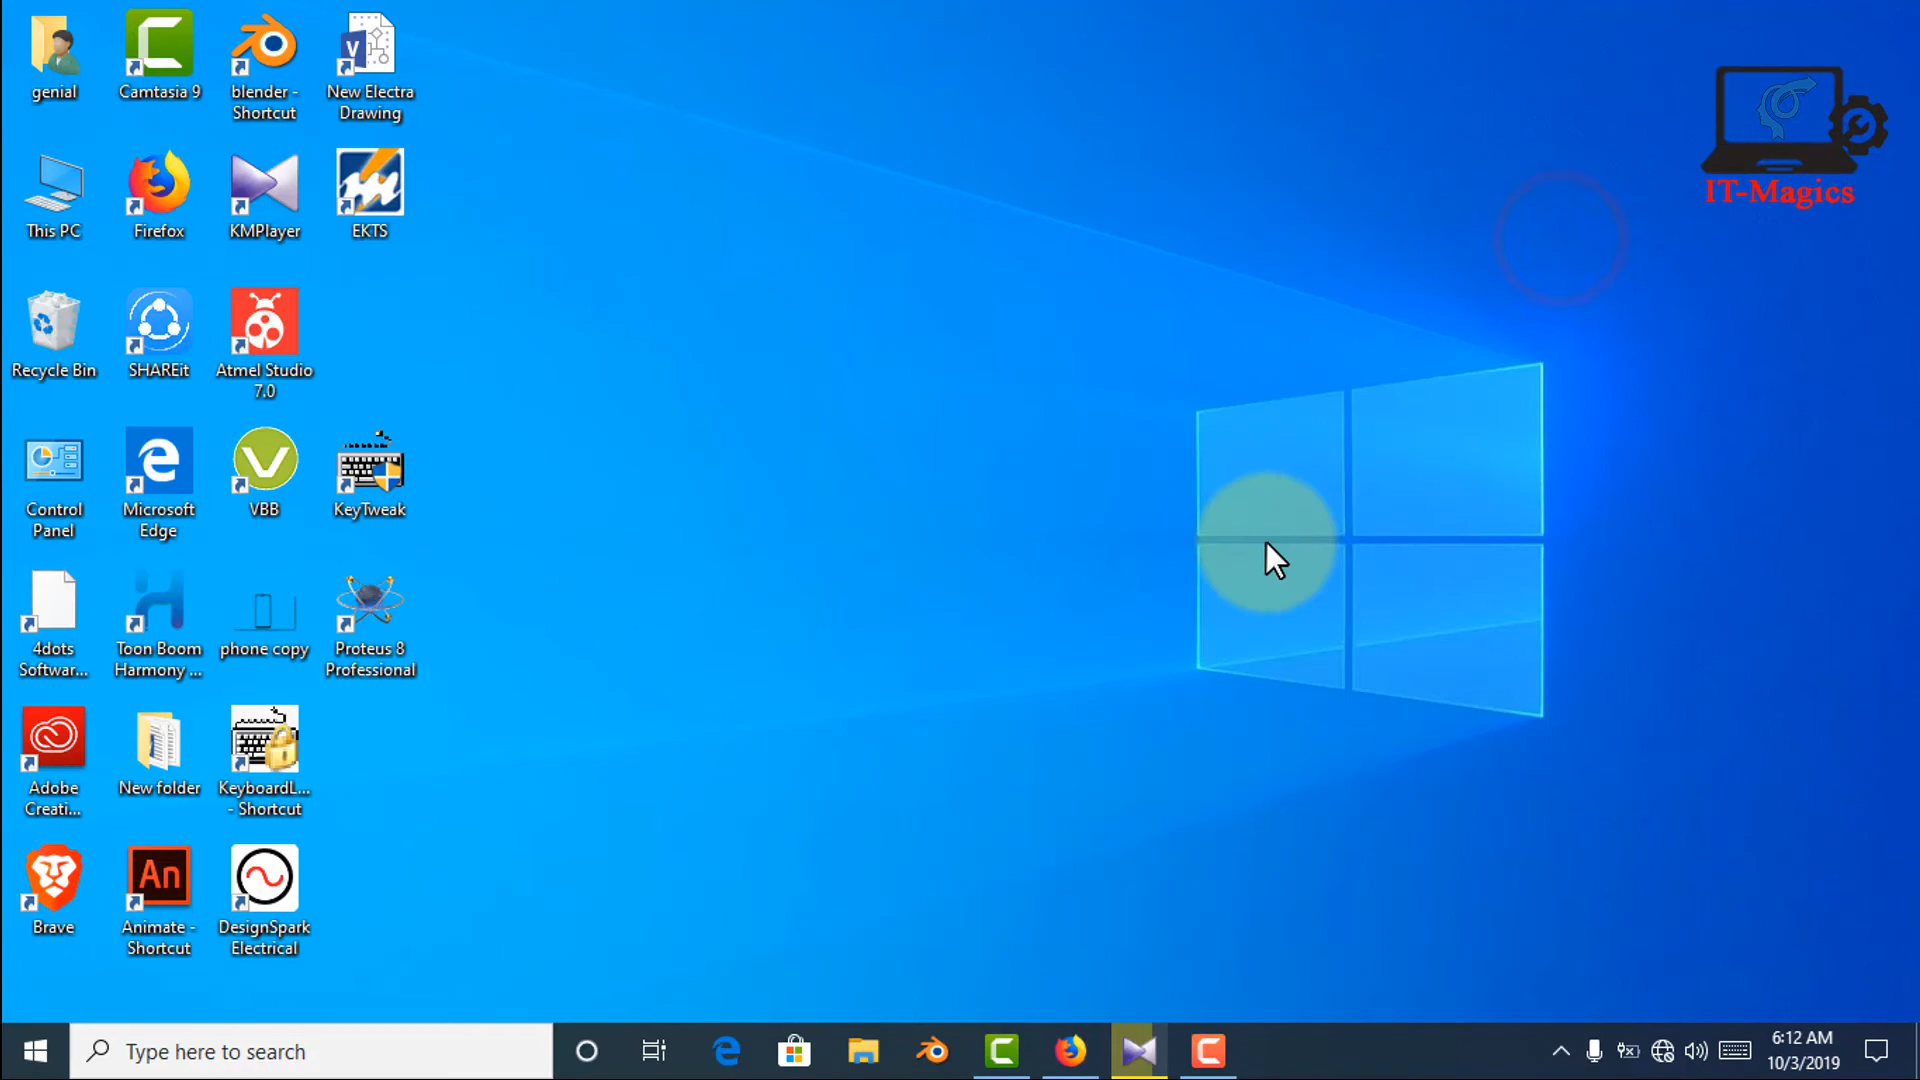 genial
Camtasia 9
blender -
Shortcut
New Electra
Drawing
IT-Magics
This PC
Firefox
KMPlayer
EKTS
Recycle Bin
SHAREit
Atmel Studio
7.0
Control
Panel
Microsoft
Edge
VBB
KeyTweak
4dots
Softwar...
Toon Boom
Harmony ...
phone copy
Proteus 8
Professional
Adobe
Creati...
New folder
KeyboardL...
- Shortcut
Brave
An
Animate -
Shortcut
DesignSpark
Electrical
Type here to search
6:12 AM
10/3/2019